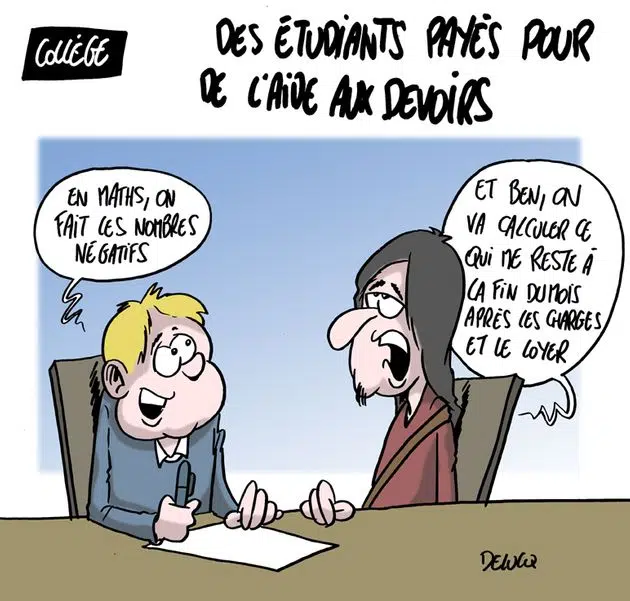 COLLÈGE
DES ÉTUDIANTS PAYÉS POUR
DE L'AIDE AUX DEVOIRS
EN MATHS, ON
FAIT LES NOMBRES
NÉGATIFS
ET BEN, ON
VA CALCULER CE
QUI ME RESTE À
LA FIN DU MOIS
APRÈS LES CHARGES
ET LE LOYER
DELUCQ